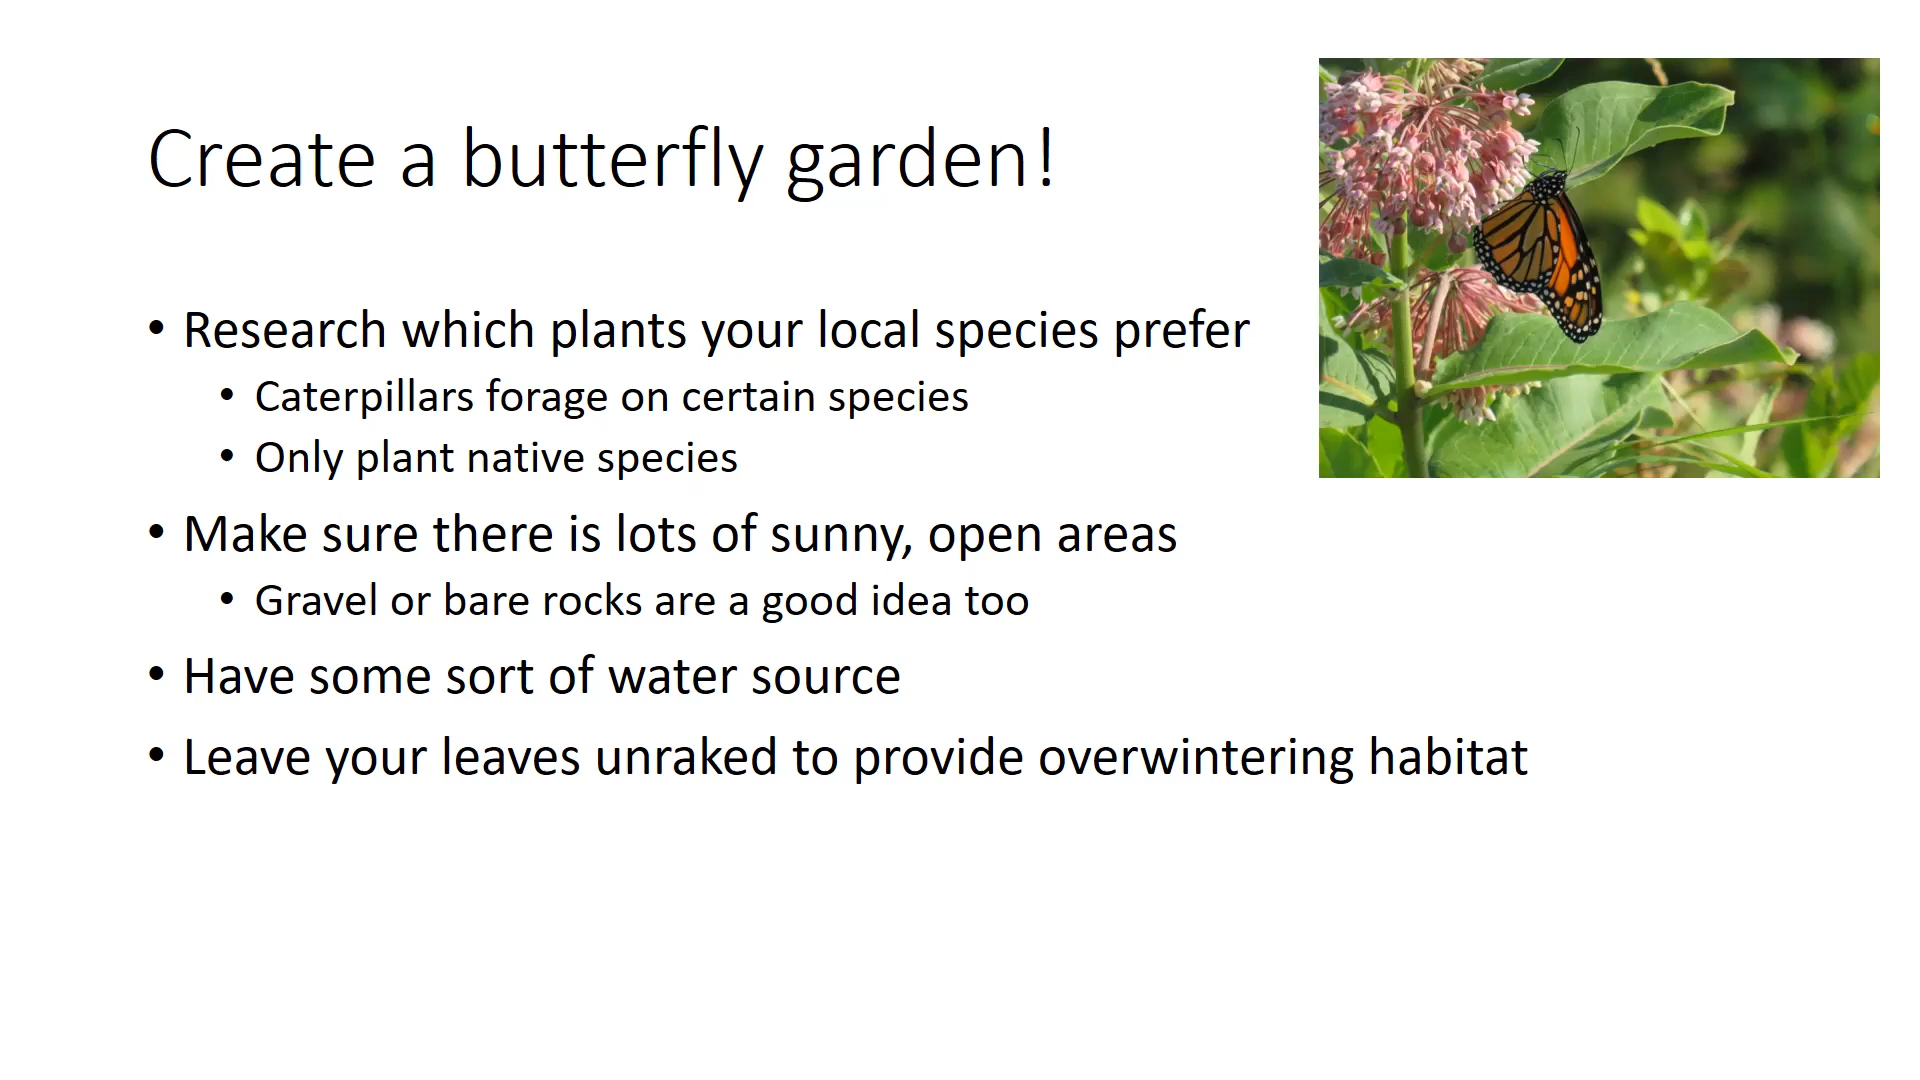 Create a butterfly garden!
• Research which plants your local species prefer
• Caterpillars forage on certain species
• Only plant native species
• Make sure there is lots of sunny, open areas
• Gravel or bare rocks are a good idea too
• Have some sort of water source
• Leave your leaves unraked to provide overwintering habitat